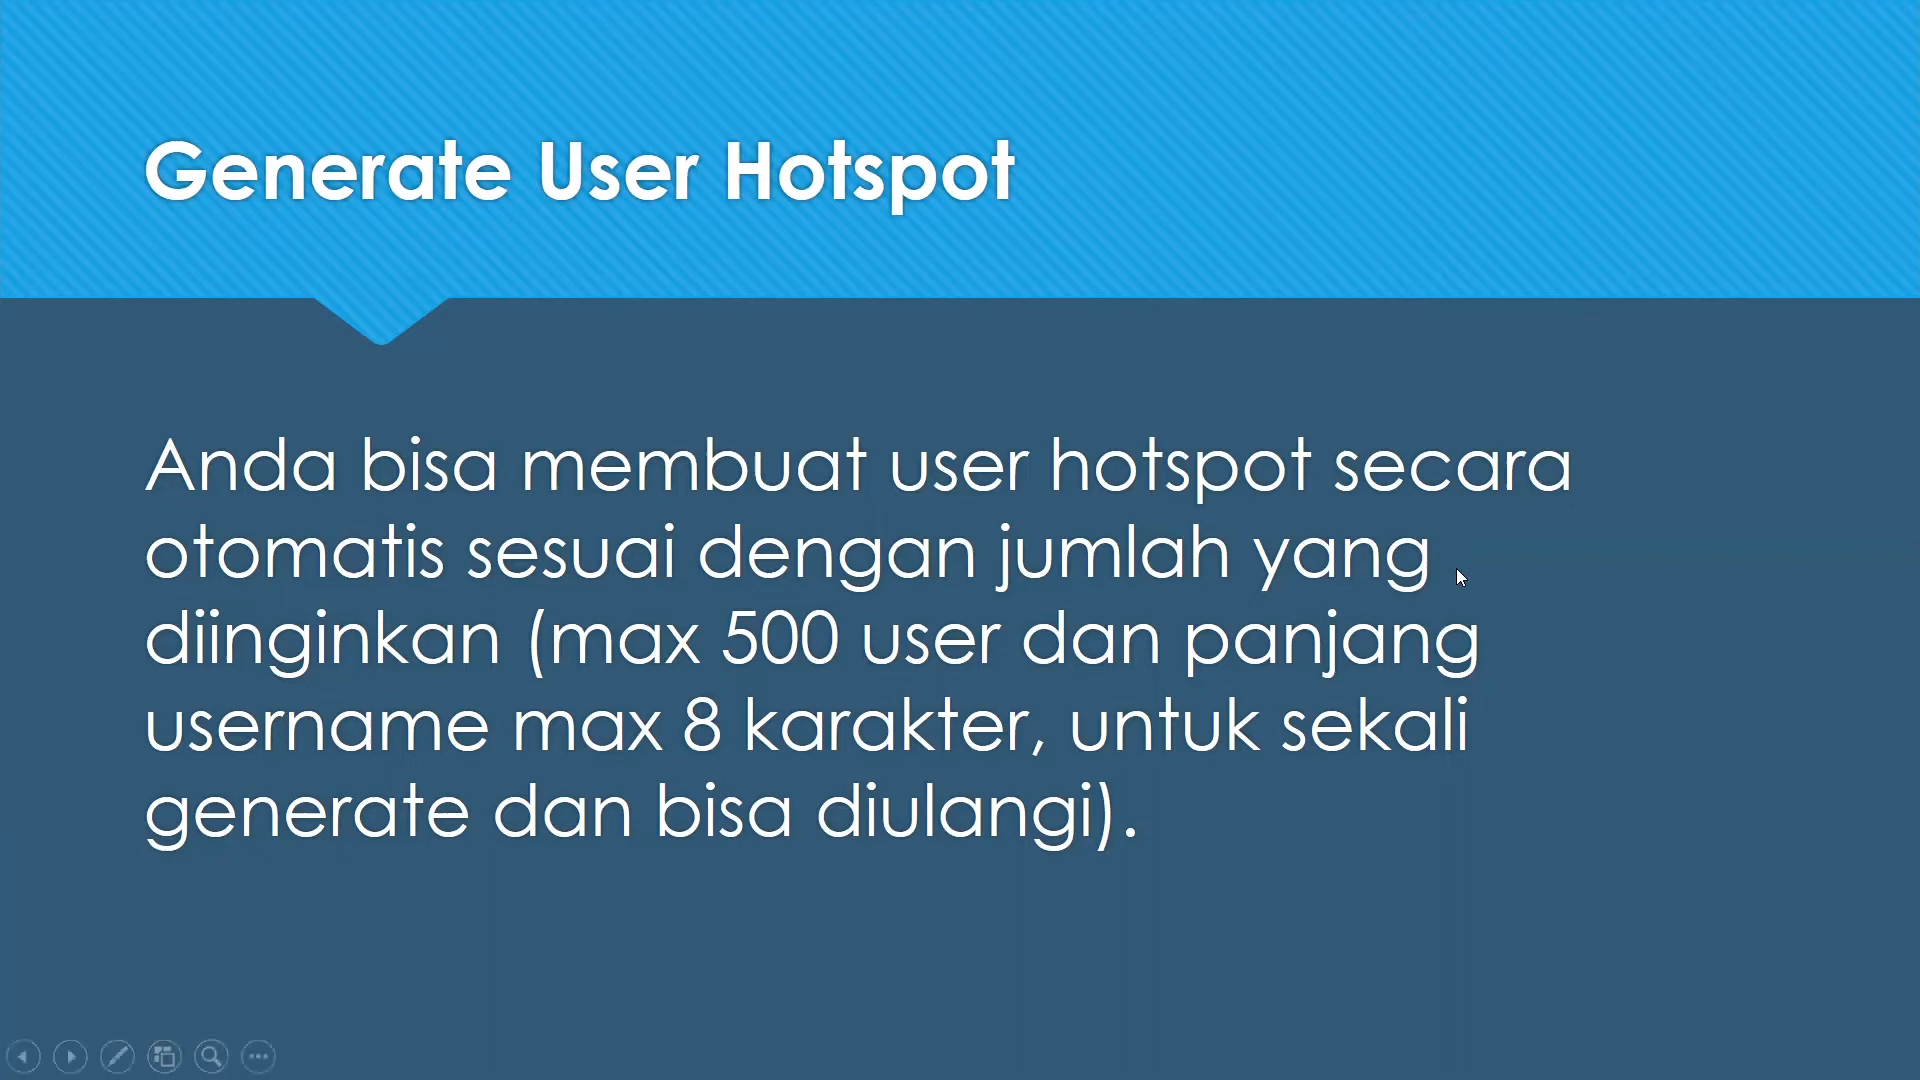 Generate User Hotspot
Anda bisa membuat user hotspot secara
otomatis sesuai dengan jumlah yang
diinginkan (max 500 user dan panjang
username max 8 karakter, untuk sekali
generate dan bisa diulangi).